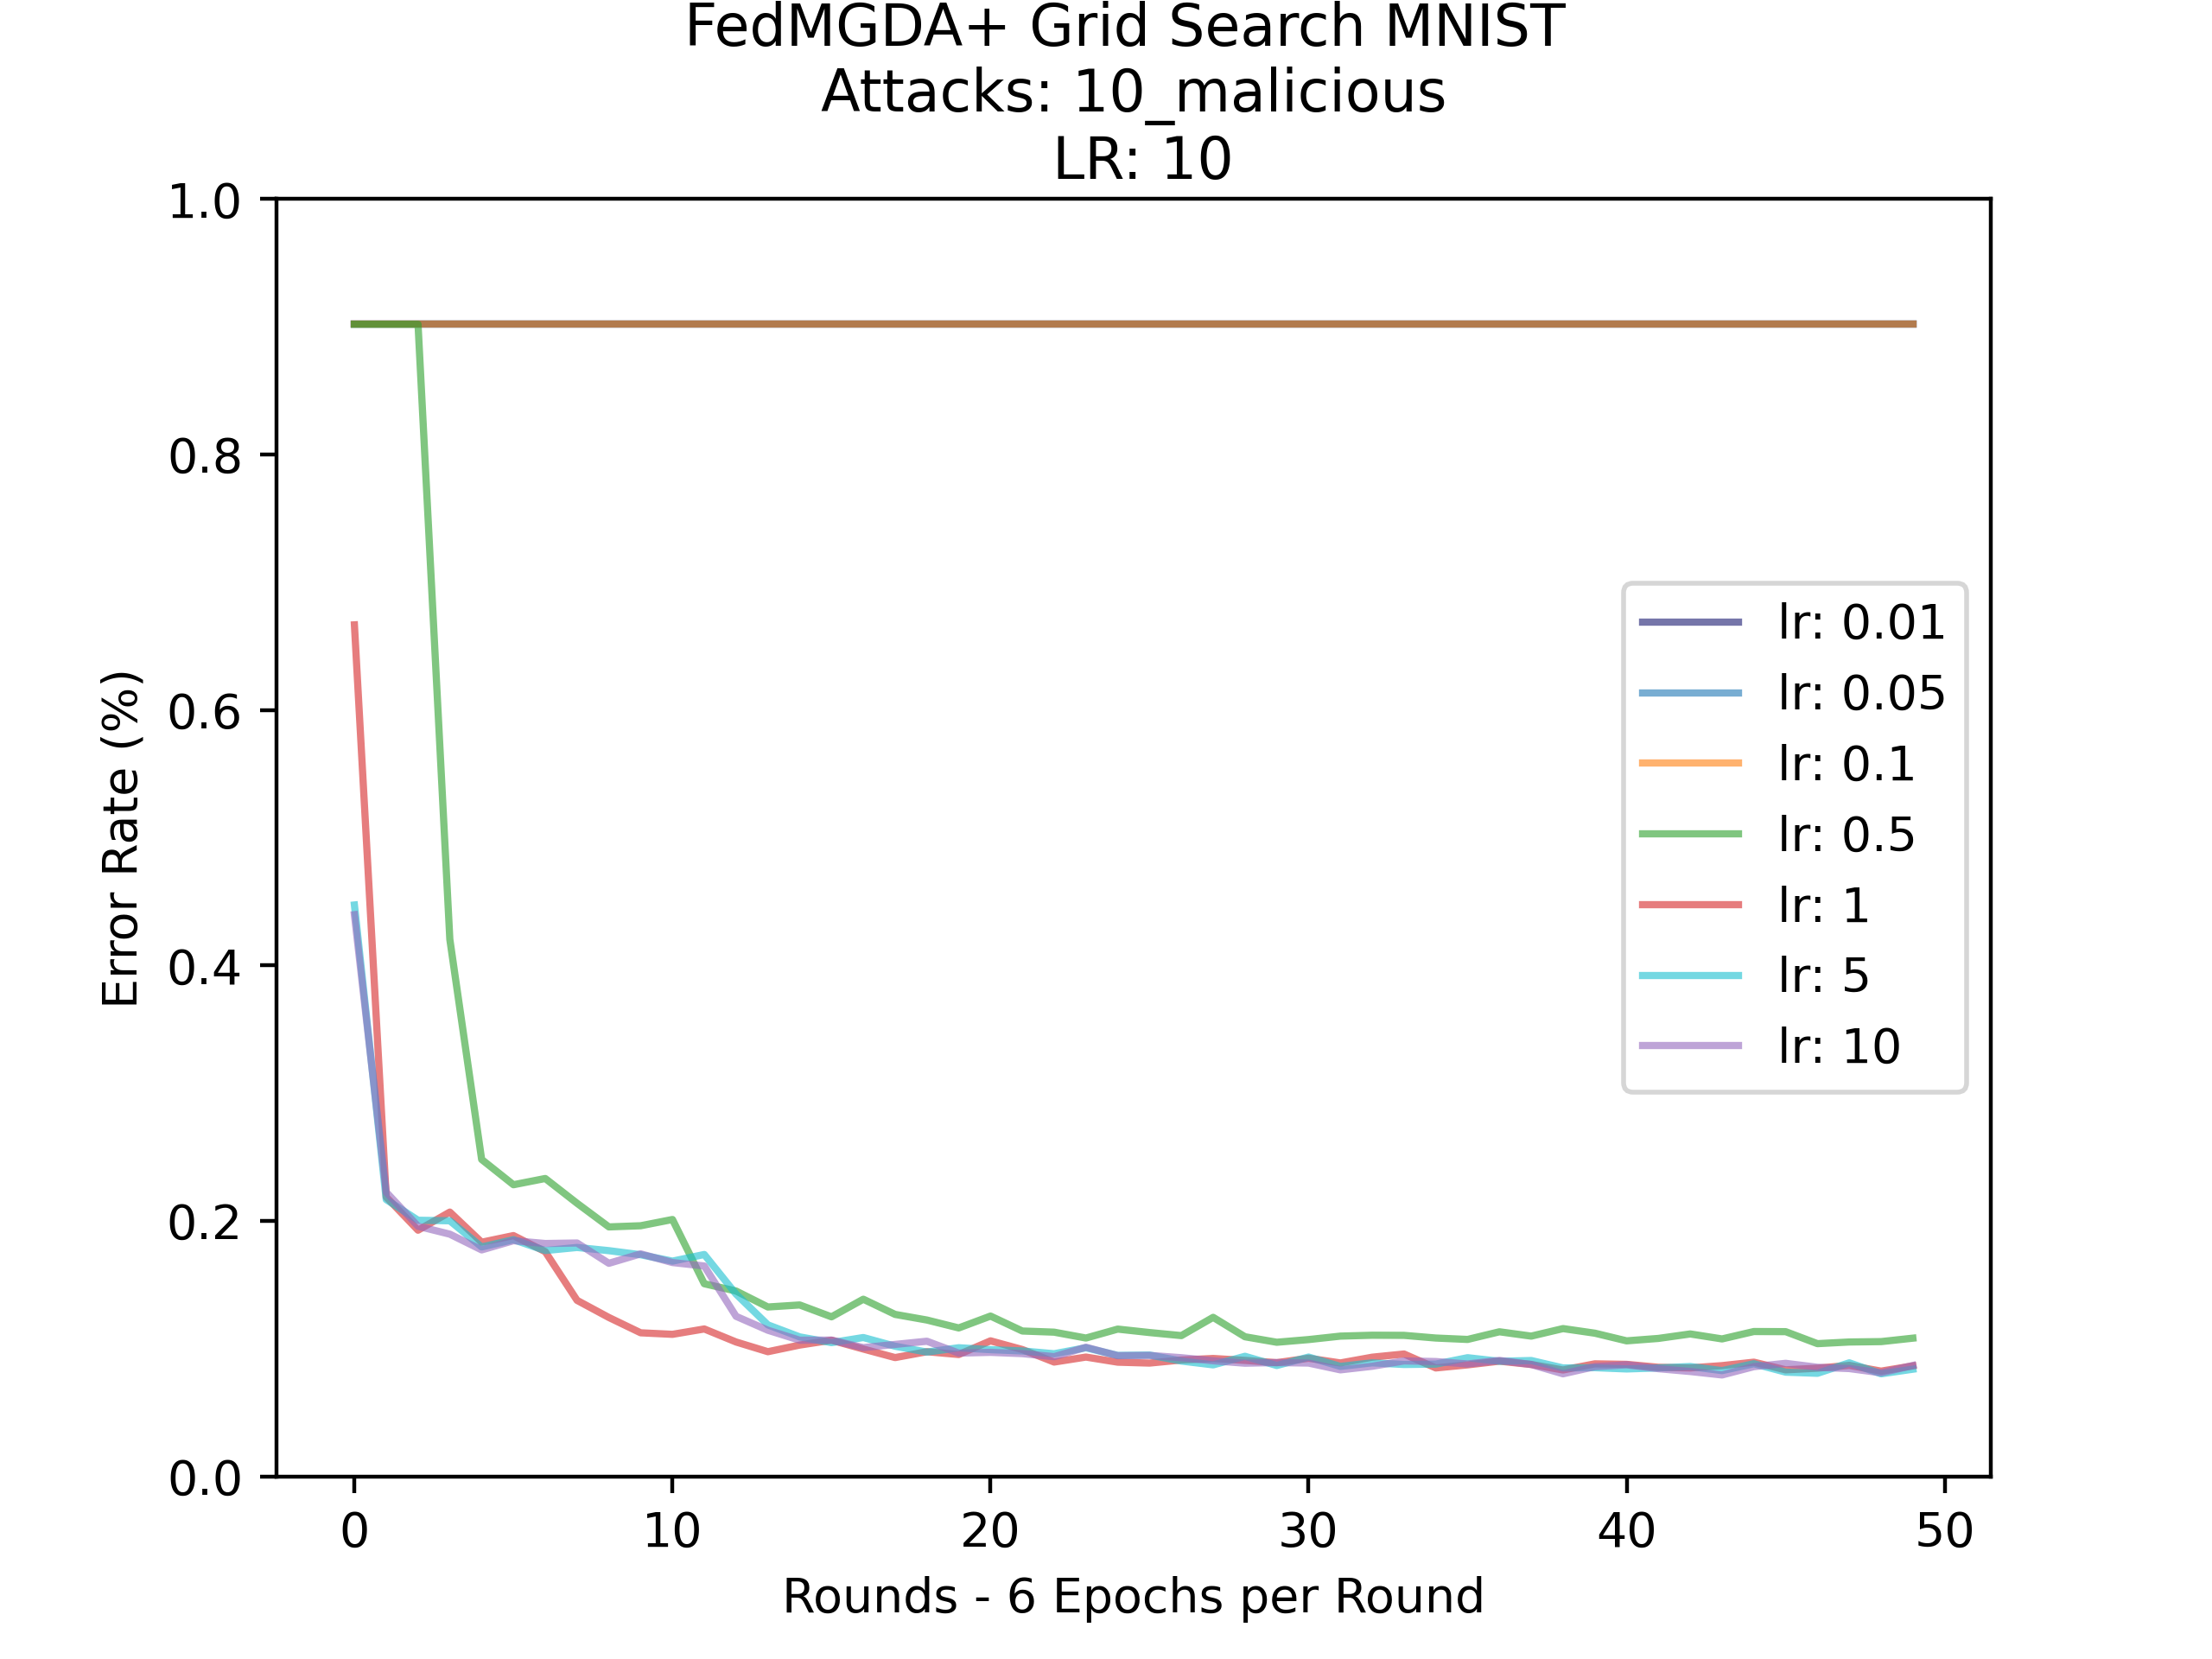 FedMGDA+ Grid Search MNIST
Attacks: 10_malicious
LR: 10
1.0
0.8
0.6
0.4
0.2
0.0
Error Rate (%)
lr: 0.01
lr: 0.05
lr: 0.1
lr: 0.5
lr: 1
lr: 5
lr: 10
0 10 20 30 40 50
Rounds - 6 Epochs per Round